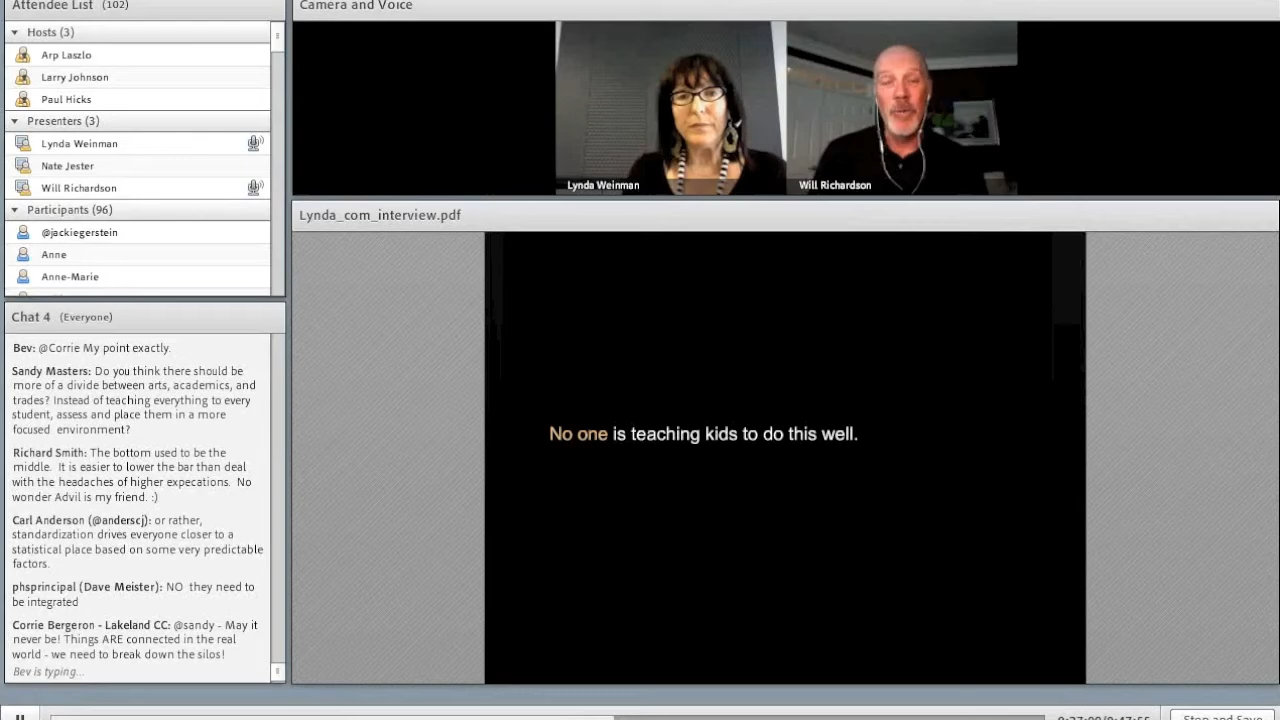 Attendee List (102)
Hosts (3)
Arp Laszlo
Larry Johnson
Paul Hicks
Presenters (3)
Lynda Weinman
Nate Jester
Will Richardson
Participants (96)
@jackiegerstein
Anne
Anne-Marie
Chat 4 (Everyone)
Bev: @Corrie My point exactly.
Sandy Masters: Do you think there should be
more of a divide between arts, academics, and
trades? Instead of teaching everything to every
student, assess and place them in a more
focused environment?
Richard Smith: The bottom used to be the
middle. It is easier to lower the bar than deal
with the headaches of higher expecations. No
wonder Advil is my friend. :)
Carl Anderson (@anderscj): or rather,
standardization drives everyone closer to a
statistical place based on some very predictable
factors.
phsprincipal (Dave Meister): NO they need to
be integrated
Corrie Bergeron - Lakeland CC: @sandy - May it
never be! Things ARE connected in the real
world - we need to break down the silos!
Bev is typing...
Camera and Voice
Lynda Weinman
Will Richardson
Lynda_com_interview.pdf
No one is teaching kids to do this well.
Stop and Save